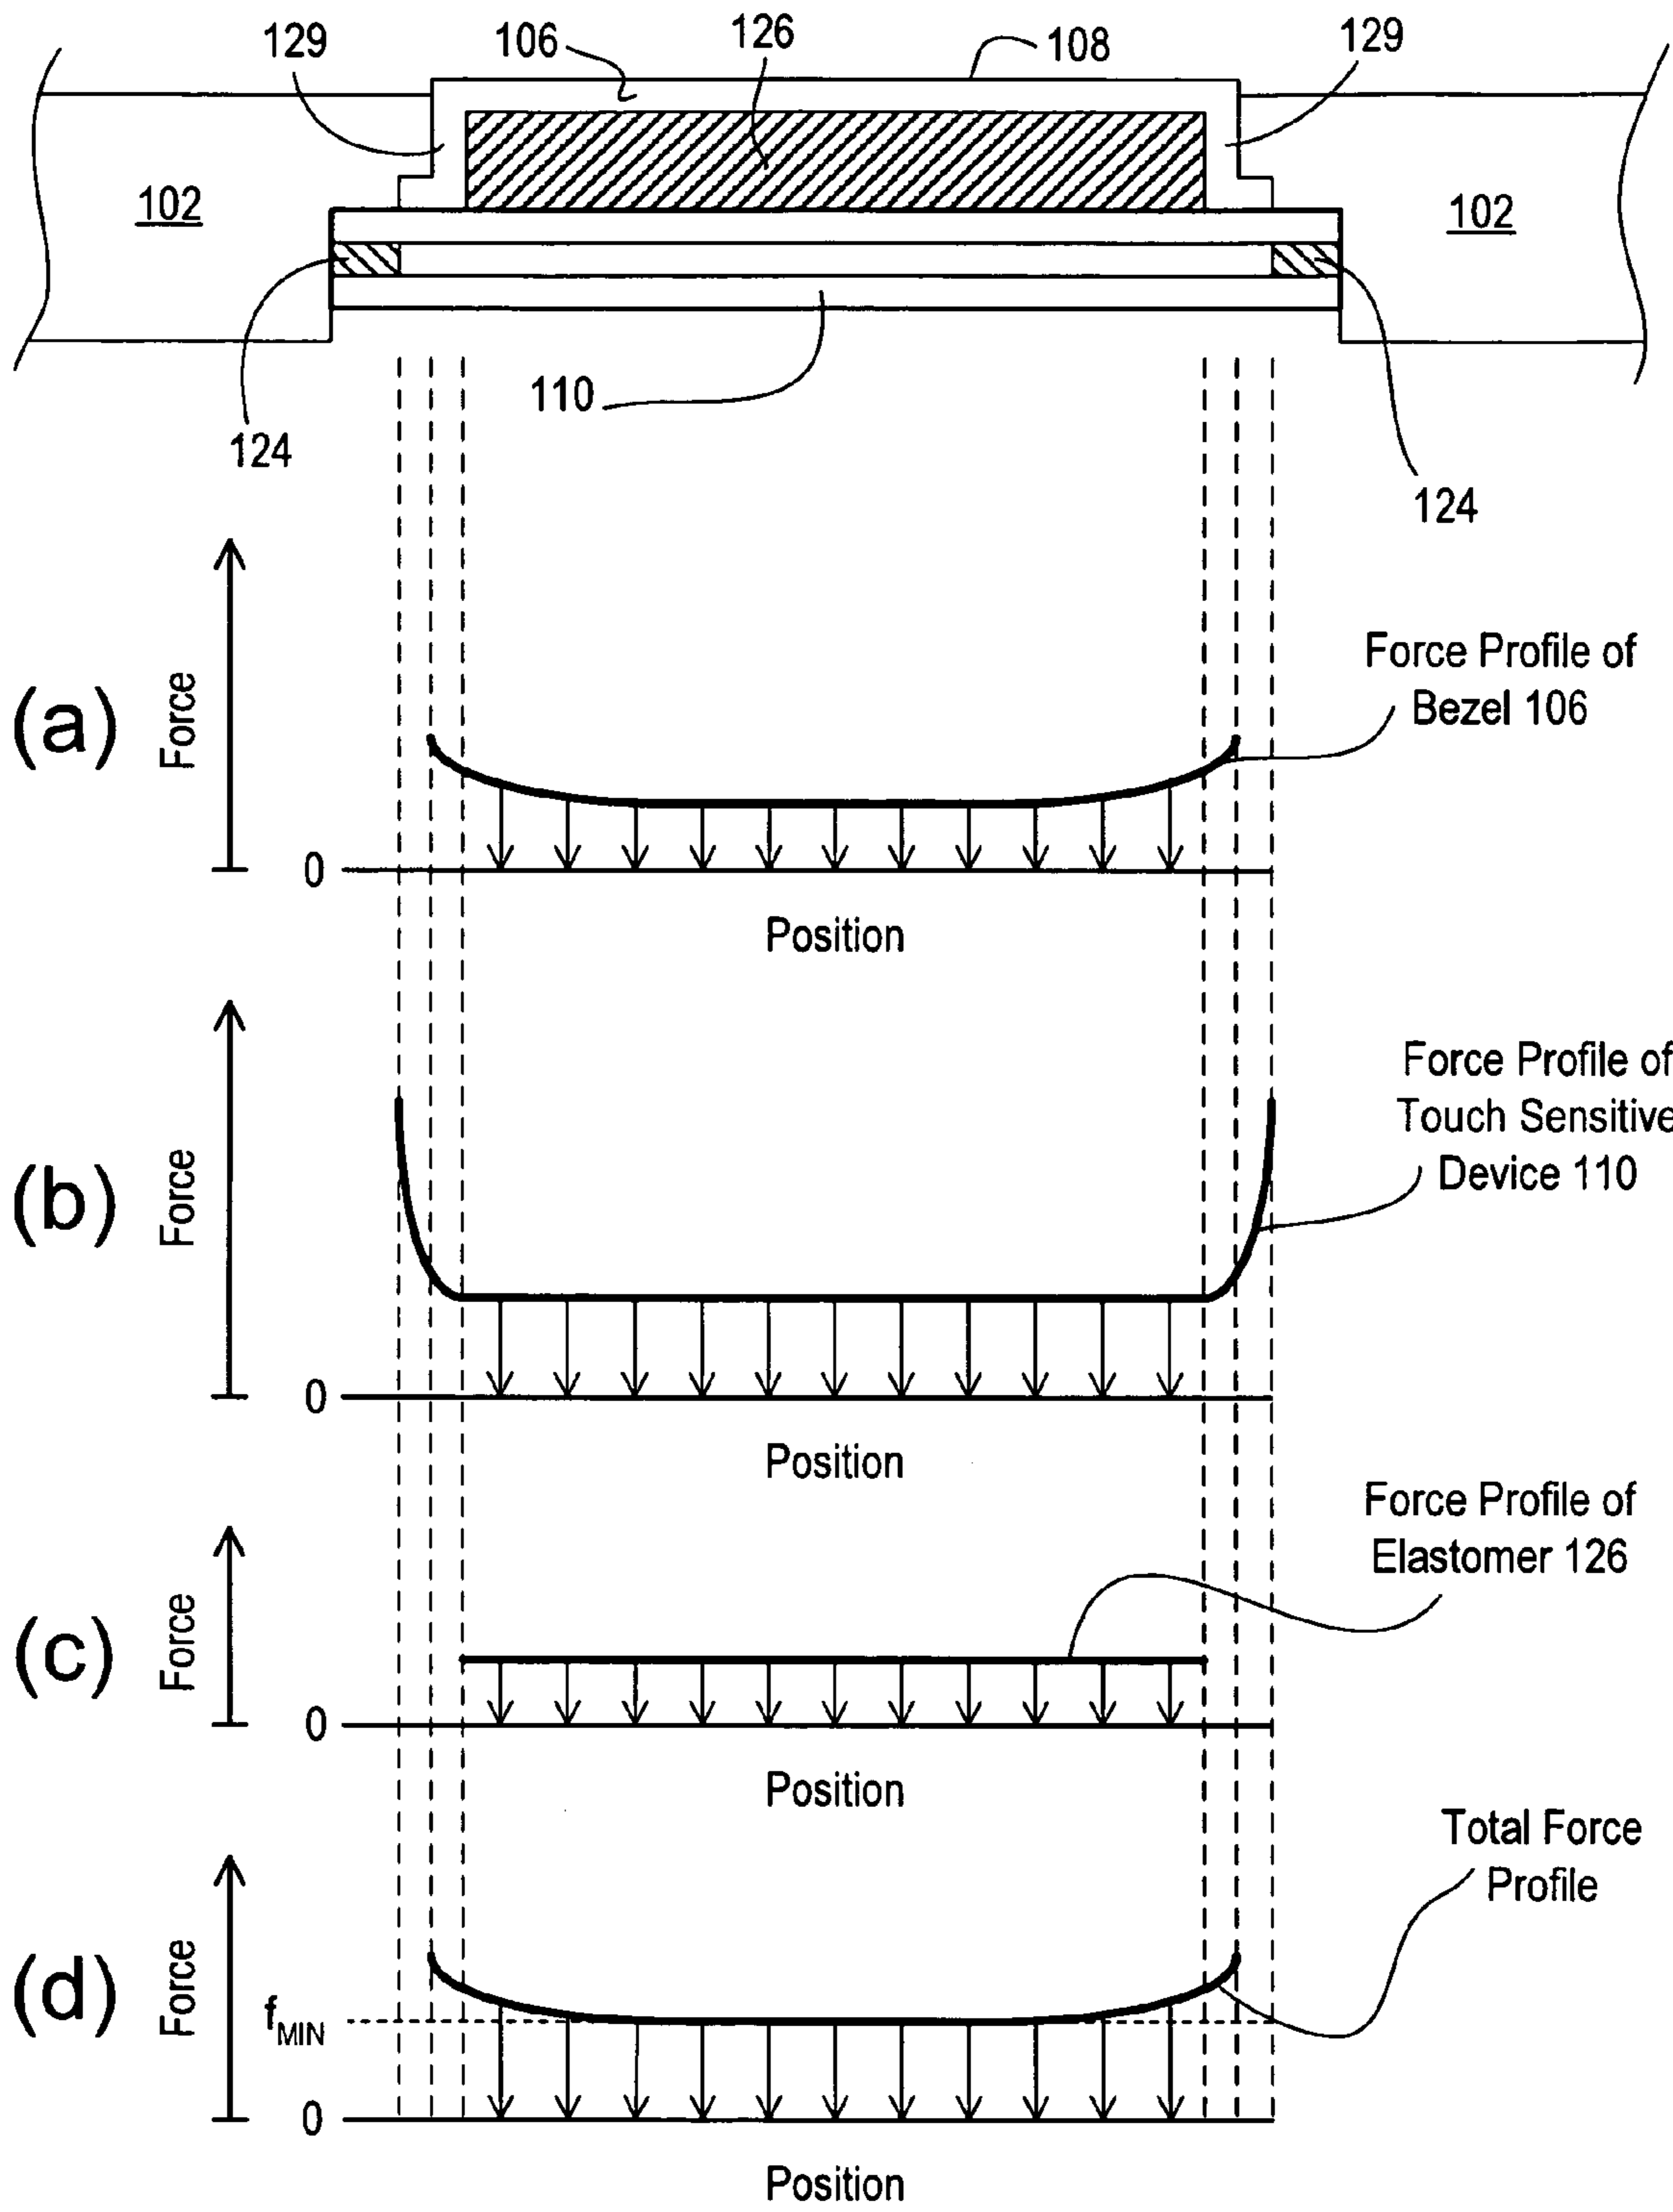 129
106
126
108
129
102
102
110
124
124
(a)
Force
0
Position
Force Profile of
Bezel 106
(b)
Force
0
Position
Force Profile of
Touch Sensitive
Device 110
(c)
Force
0
Position
Force Profile of
Elastomer 126
(d)
Force
fMIN
0
Position
Total Force
Profile